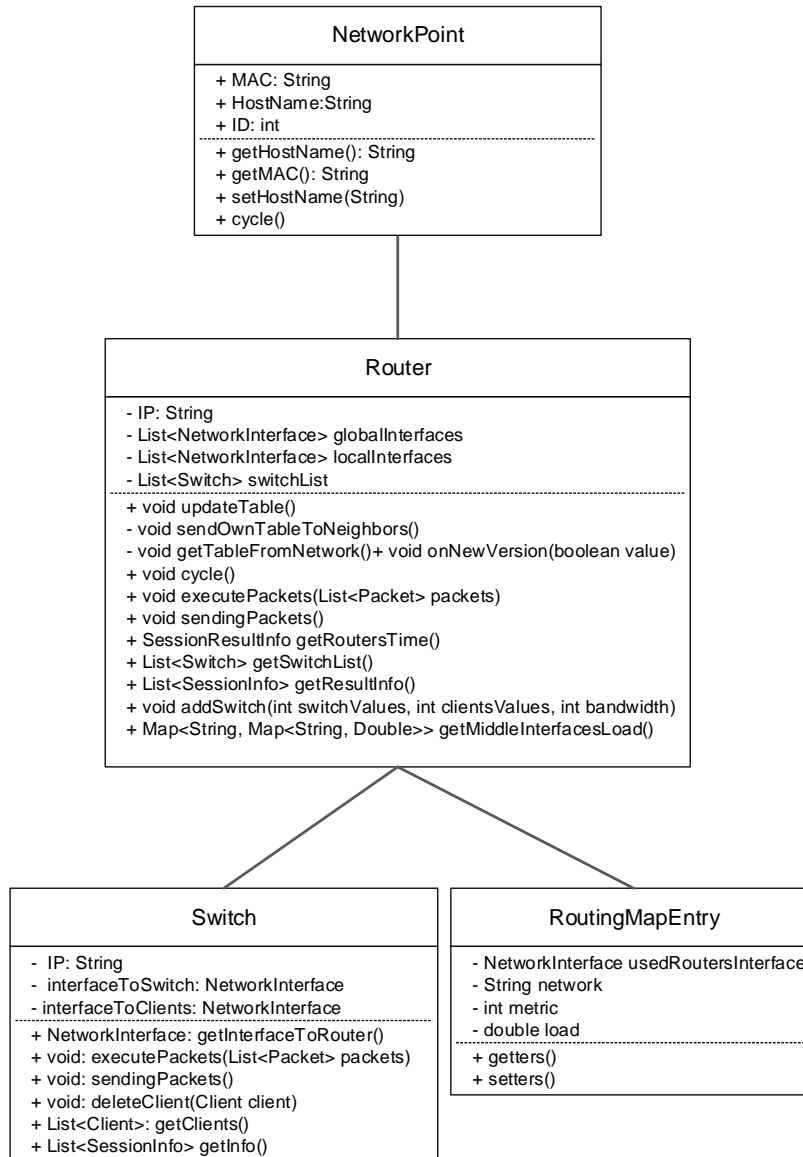 NetworkPoint
+ MAC: String
+ HostName:String
+ ID: int
+ getHostName(): String
+ getMAC(): String
+ setHostName(String)
+ cycle()
Router
- IP: String
- List<NetworkInterface> globalInterfaces
- List<NetworkInterface> localInterfaces
- List<Switch> switchList
+ void updateTable()
- void sendOwnTableToNeighbors()
- void getTableFromNetwork()+ void onNewVersion(boolean value)
+ void cycle()
+ void executePackets(List<Packet> packets)
+ void sendingPackets()
+ SessionResultInfo getRoutersTime()
+ List<Switch> getSwitchList()
+ List<SessionInfo> getResultInfo()
+ void addSwitch(int switchValues, int clientsValues, int bandwidth)
+ Map<String, Map<String, Double>> getMiddleInterfacesLoad()
Switch
- IP: String
- interfaceToSwitch: NetworkInterface
- interfaceToClients: NetworkInterface
+ NetworkInterface: getInterfaceToRouter()
+ void: executePackets(List<Packet> packets)
+ void: sendingPackets()
+ void: deleteClient(Client client)
+ List<Client>: getClients()
+ List<SessionInfo> getInfo()
RoutingMapEntry
- NetworkInterface usedRoutersInterface
- String network
- int metric
- double load
+ getters()
+ setters()